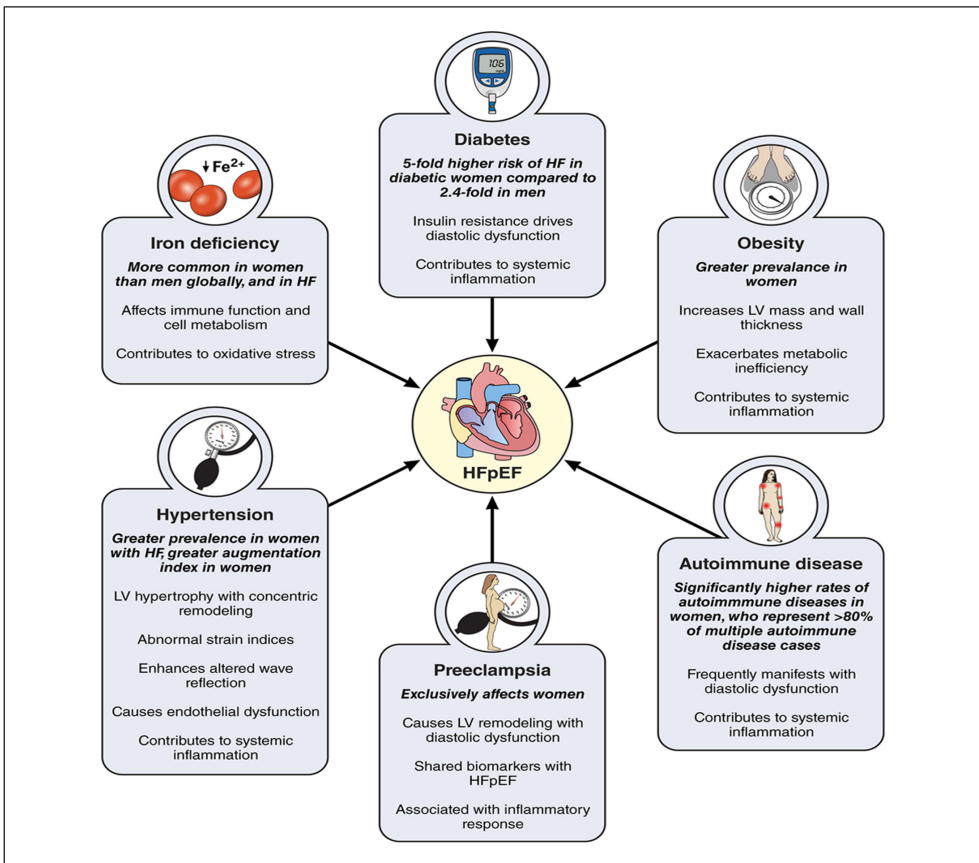 106
mg/dL
Diabetes
5-fold higher risk of HF in
diabetic women compared to
2.4-fold in men
Insulin resistance drives
diastolic dysfunction
Contributes to systemic
inflammation
↓ Fe2+
Iron deficiency
More common in women
than men globally, and in HF
Affects immune function and
cell metabolism
Contributes to oxidative stress
Obesity
Greater prevalance in
women
Increases LV mass and wall
thickness
Exacerbates metabolic
inefficiency
Contributes to systemic
inflammation
HFpEF
Hypertension
Greater prevalence in women
with HF, greater augmentation
index in women
LV hypertrophy with concentric
remodeling
Abnormal strain indices
Enhances altered wave
reflection
Causes endothelial dysfunction
Contributes to systemic
inflammation
Preeclampsia
Exclusively affects women
Causes LV remodeling with
diastolic dysfunction
Shared biomarkers with
HFpEF
Associated with inflammatory
response
Autoimmune disease
Significantly higher rates of
autoimmmune diseases in
women, who represent >80%
of multiple autoimmune
disease cases
Frequently manifests with
diastolic dysfunction
Contributes to systemic
inflammation